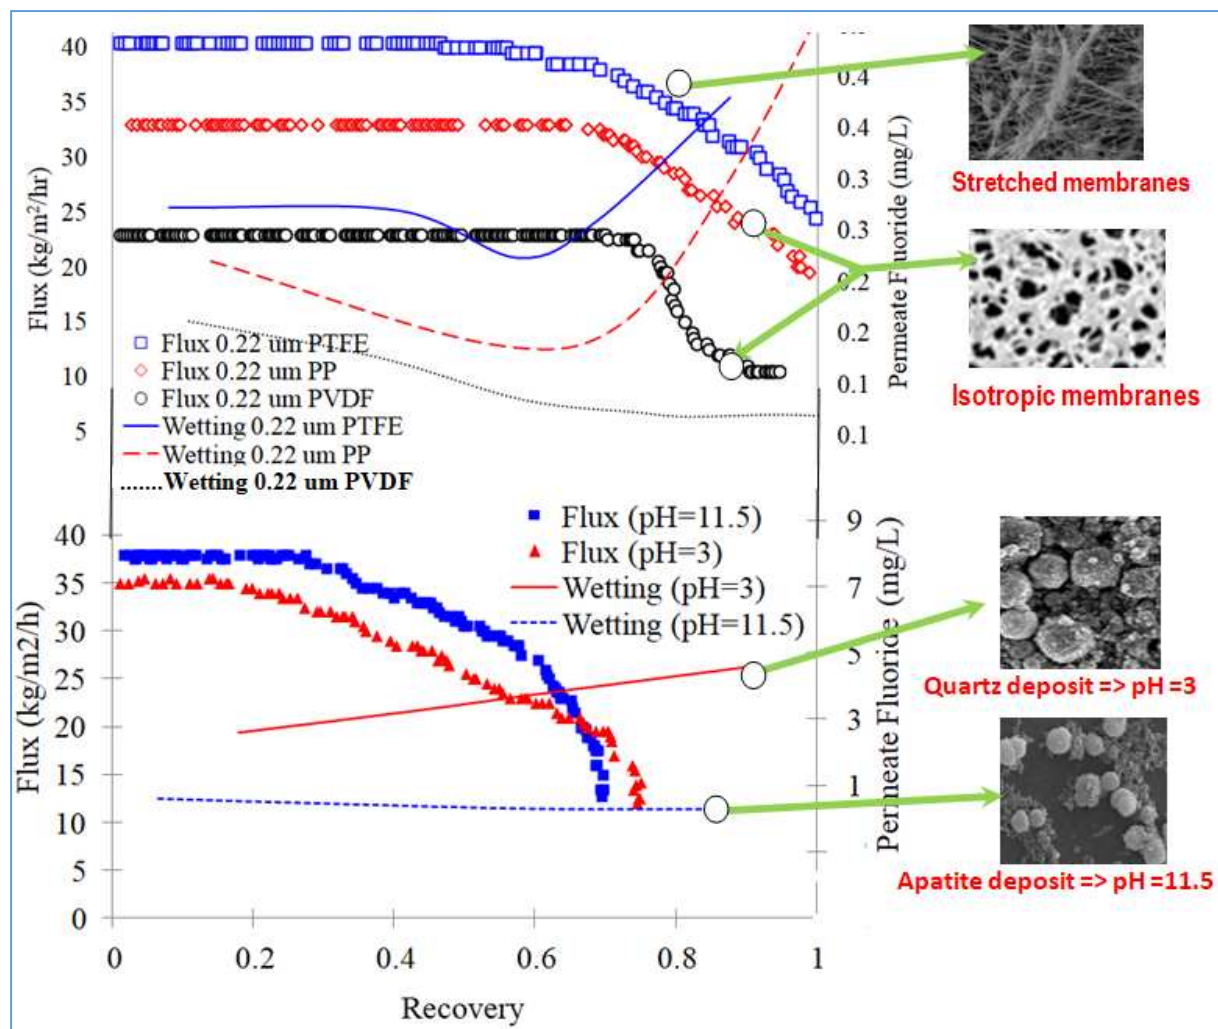 40
35
30
25
20
15
10
5
Flux (kg/m²/hr)
Flux 0.22 um PTFE
Flux 0.22 um PP
Flux 0.22 um PVDF
Wetting 0.22 um PTFE
Wetting 0.22 um PP
Wetting 0.22 um PVDF
0.4
0.4
0.3
0.3
0.2
0.2
0.1
0.1
Permeate Fluoride (mg/L)
Stretched membranes
Isotropic membranes
40
35
30
25
20
15
10
5
0
Flux (kg/m2/h)
Flux (pH=11.5)
Flux (pH=3)
Wetting (pH=3)
Wetting (pH=11.5)
9
7
5
3
1
Permeate Fluoride (mg/L)
Quartz deposit => pH =3
Apatite deposit => pH =11.5
0 0.2 0.4 0.6 0.8 1
Recovery